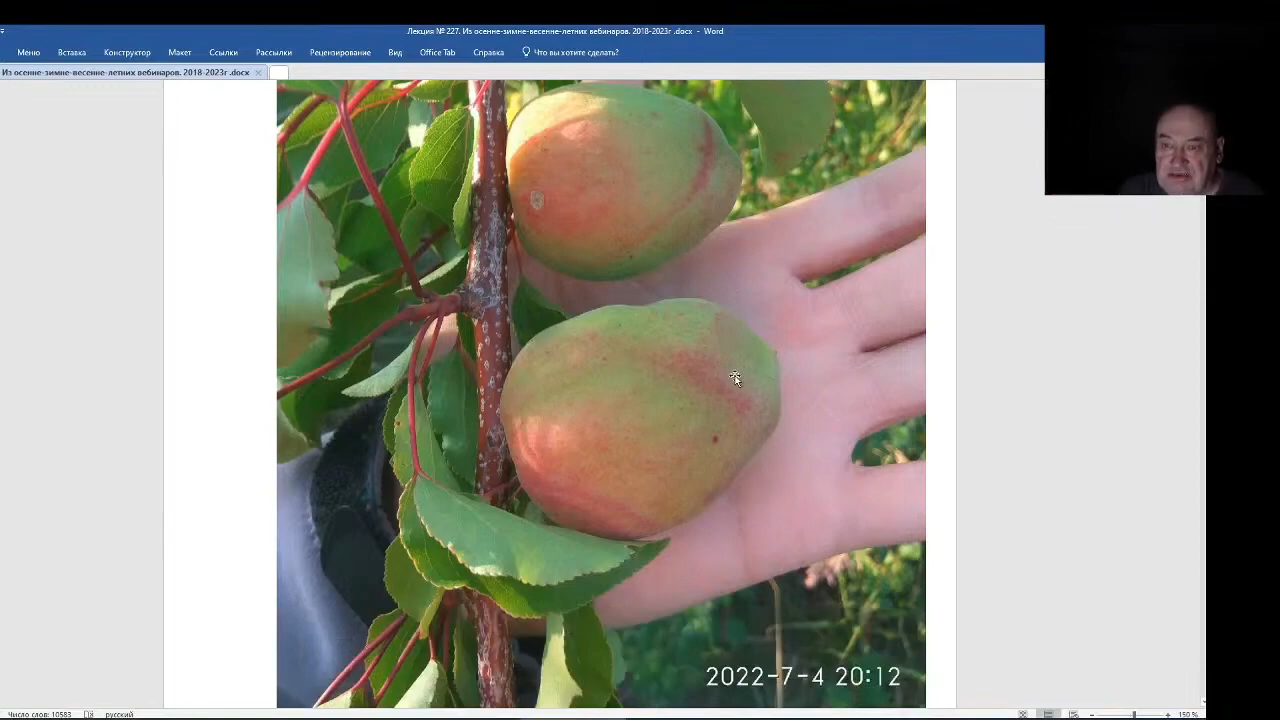 Лекция № 227. Из осенне-зимне-весенне-летних вебинаров. 2018-2023г .docx - Word
Меню Вставка Конструктор Макет Ссылки Рассылки Рецензирование Вид Office Tab Справка Что вы хотите сделать?
Из осенне-зимне-весенне-летних вебинаров. 2018-2023г .docx
2022-7-4 20:12
Число слов: 10583 русский 150 %